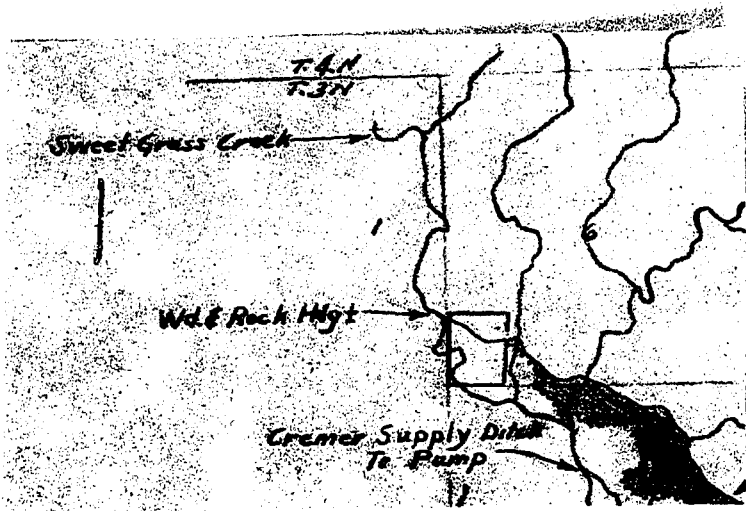 T. 4. N
T. 3 N
Sweet Grass Creek
1
6
Wd. & Rock Hdgt
Cremer Supply Ditch
To Pump